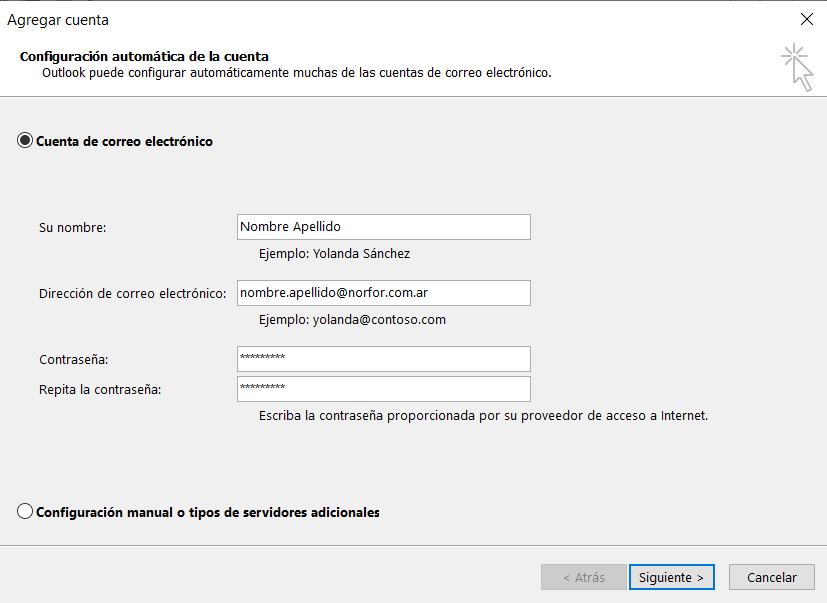 Agregar cuenta
Configuración automática de la cuenta
Outlook puede configurar automáticamente muchas de las cuentas de correo electrónico.
Cuenta de correo electrónico
Su nombre: Nombre Apellido
Ejemplo: Yolanda Sánchez
Dirección de correo electrónico: nombre.apellido@norfor.com.ar
Ejemplo: yolanda@contoso.com
Contraseña: *********
Repita la contraseña: *********
Escriba la contraseña proporcionada por su proveedor de acceso a Internet.
Configuración manual o tipos de servidores adicionales
< Atrás Siguiente > Cancelar